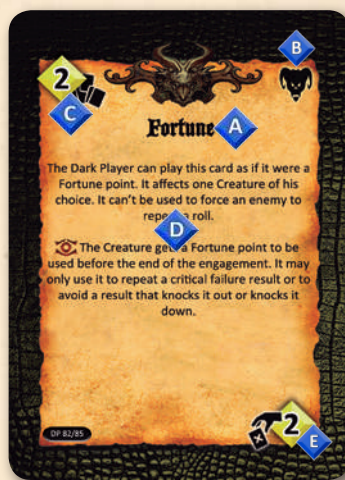 B
2
C
Fortune A
The Dark Player can play this card as if it were a
Fortune point. It affects one Creature of his
choice. It can't be used to force an enemy to
a roll.
D
The Creature a Fortune point to be
used before the end of the engagement. It may
only use it to repeat a critical failure result or to
avoid a result that knocks it out or knocks it
down.
DP 82/85
2
E